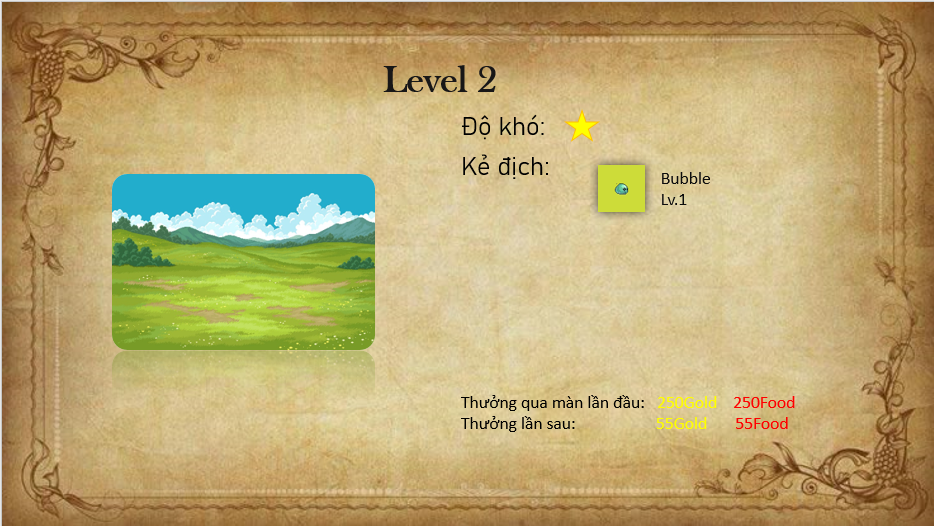 Level 2
Độ khó:
Kẻ địch:
Bubble
Lv.1
Thưởng qua màn lần đầu: 250Gold 250Food
Thưởng lần sau: 55Gold 55Food